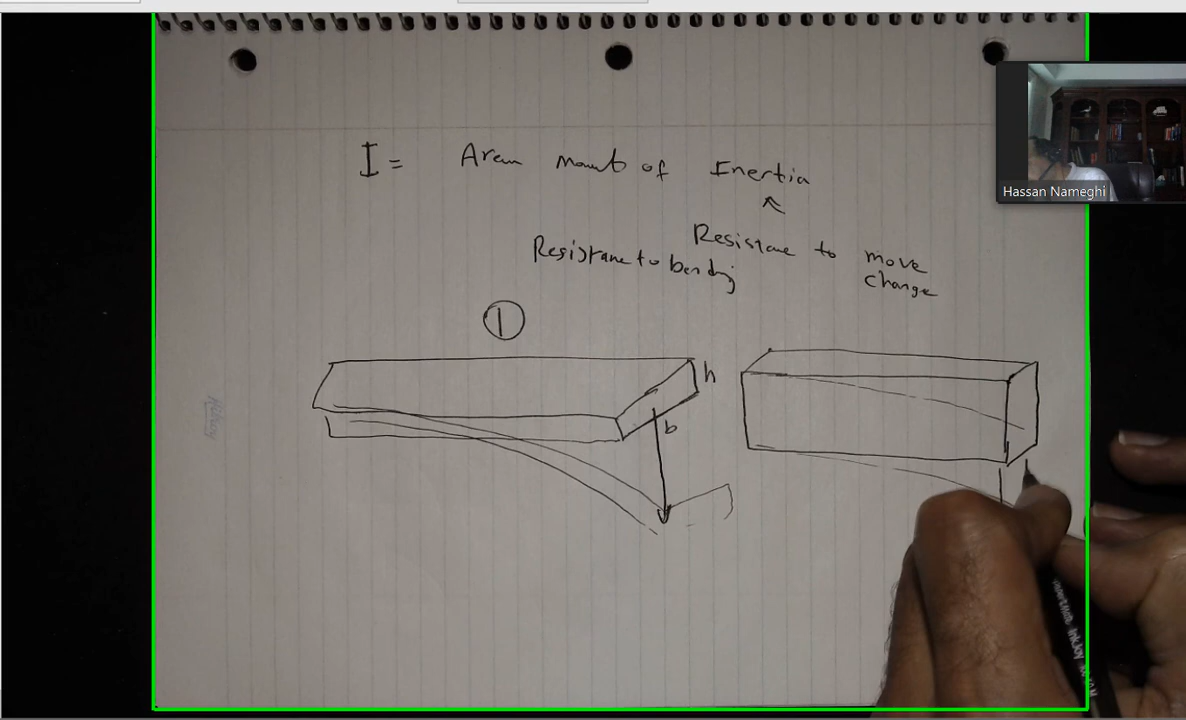 I = Area Moment of Inertia
Resistance to move
change
Resistance to bending
1
h
b
Hassan Nameghi